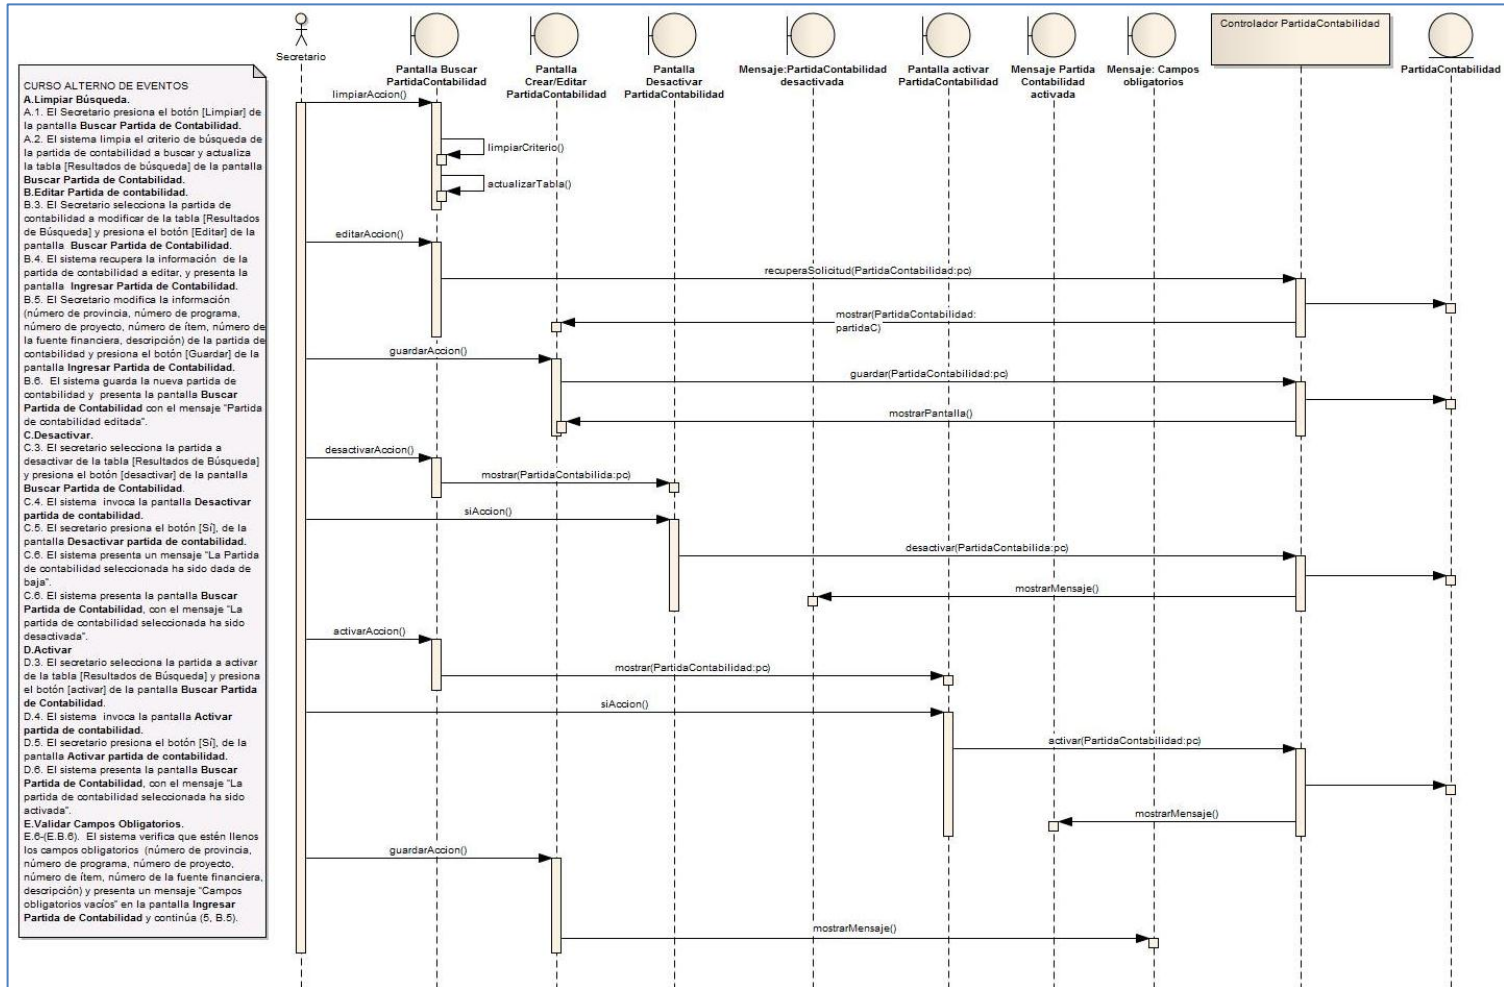 Secretario
Pantalla Buscar
PartidaContabilidad
Pantalla
Crear/Editar
PartidaContabilidad
Pantalla
Desactivar
PartidaContabilidad
Mensaje:PartidaContabilidad
desactivada
Pantalla activar
PartidaContabilidad
Mensaje Partida
Contabilidad
activada
Mensaje: Campos
obligatorios
Controlador PartidaContabilidad
PartidaContabilidad
CURSO ALTERNO DE EVENTOS
A.Limpiar Búsqueda.
A.1. El Secretario presiona el botón [Limpiar] de
la pantalla Buscar Partida de Contabilidad.
A.2. El sistema limpia el criterio de búsqueda de
la partida de contabilidad a buscar y actualiza
la tabla [Resultados de búsqueda] de la pantalla
Buscar Partida de Contabilidad.
B.Editar Partida de contabilidad.
B.3. El Secretario selecciona la partida de
contabilidad a modificar de la tabla [Resultados
de Búsqueda] y presiona el botón [Editar] de la
pantalla Buscar Partida de Contabilidad.
B.4. El sistema recupera la información de la
partida de contabilidad a editar, y presenta la
pantalla Ingresar Partida de Contabilidad.
B.5. El Secretario modifica la información
(número de provincia, número de programa,
número de proyecto, número de ítem, número de
la fuente financiera, descripción) de la partida de
contabilidad y presiona el botón [Guardar] de la
pantalla Ingresar Partida de Contabilidad.
B.6. El sistema guarda la nueva partida de
contabilidad y presenta la pantalla Buscar
Partida de Contabilidad con el mensaje "Partida
de contabilidad editada".
C.Desactivar.
C.3. El secretario selecciona la partida a
desactivar de la tabla [Resultados de Búsqueda]
y presiona el botón [desactivar] de la pantalla
Buscar Partida de Contabilidad.
C.4. El sistema invoca la pantalla Desactivar
partida de contabilidad.
C.5. El secretario presiona el botón [Sí], de la
pantalla Desactivar partida de contabilidad.
C.6. El sistema presenta un mensaje "La Partida
de contabilidad seleccionada ha sido dada de
baja".
C.6. El sistema presenta la pantalla Buscar
Partida de Contabilidad, con el mensaje "La
partida de contabilidad seleccionada ha sido
desactivada".
D.Activar
D.3. El secretario selecciona la partida a activar
de la tabla [Resultados de Búsqueda] y presiona
el botón [activar] de la pantalla Buscar Partida
de Contabilidad.
D.4. El sistema invoca la pantalla Activar
partida de contabilidad.
D.5. El secretario presiona el botón [Sí], de la
pantalla Activar partida de contabilidad.
D.6. El sistema presenta la pantalla Buscar
Partida de Contabilidad, con el mensaje "La
partida de contabilidad seleccionada ha sido
activada".
E.Validar Campos Obligatorios.
E.6-(E.B.6). El sistema verifica que estén llenos
los campos obligatorios (número de provincia,
número de programa, número de proyecto,
número de ítem, número de la fuente financiera,
descripción) y presenta un mensaje "Campos
obligatorios vacíos" en la pantalla Ingresar
Partida de Contabilidad y continúa (5, B.5).
limpiarAccion()
limpiarCriterio()
actualizarTabla()
editarAccion()
recuperaSolicitud(PartidaContabilidad:pc)
mostrar(PartidaContabilidad:
partidaC)
guardarAccion()
guardar(PartidaContabilidad:pc)
mostrarPantalla()
desactivarAccion()
mostrar(PartidaContabilida:pc)
siAccion()
desactivar(PartidaContabilida:pc)
mostrarMensaje()
activarAccion()
mostrar(PartidaContabilidad:pc)
siAccion()
activar(PartidaContabilidad:pc)
mostrarMensaje()
guardarAccion()
mostrarMensaje()